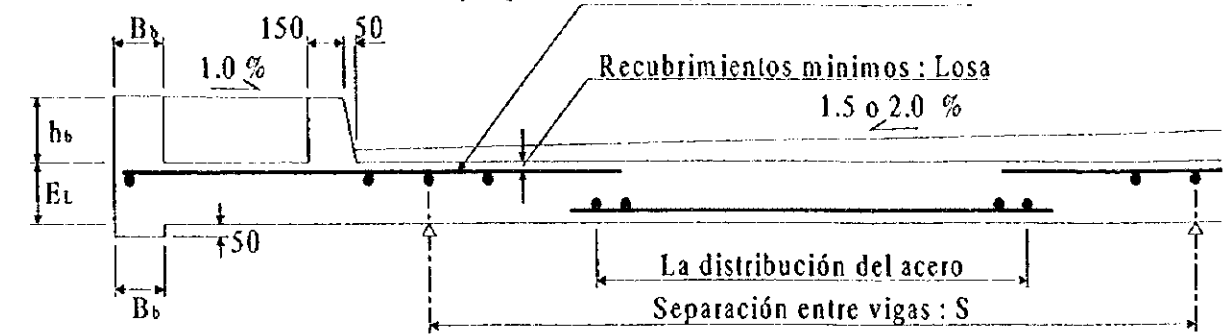 Bb 150 50
1.0 %
Recubrimientos minimos : Losa
1.5 o 2.0 %
hb
EL
50
La distribución del acero
Bb
Separación entre vigas : S